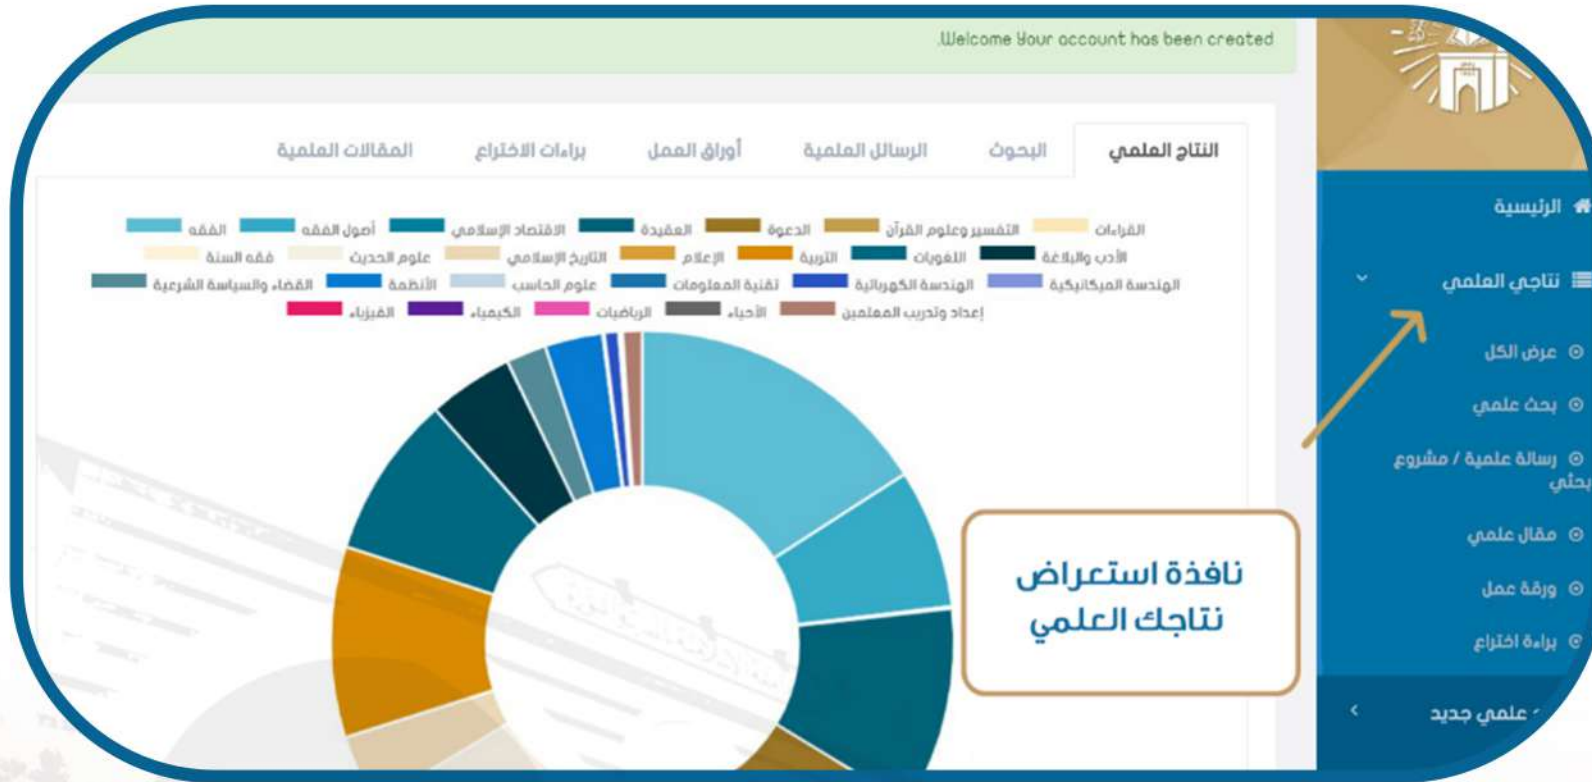 .Welcome Your account has been created
النتاج العلمي
البحوث
الرسائل العلمية
أوراق العمل
براءات الاختراع
المقالات العلمية
القراءات التفسير وعلوم القرآن الدعوة العقيدة الاقتصاد الإسلامي أصول الفقه الفقه
الأدب والبلاغة اللغويات التربية الإعلام التاريخ الإسلامي علوم الحديث فقه السنة
الهندسة الميكانيكية الهندسة الكهربائية تقنية المعلومات علوم الحاسب الأنظمة القضاء والسياسة الشرعية
إعداد وتدريب المعلمين الأحياء الرياضيات الكيمياء الفيزياء
نافذة استعراض
نتاجك العلمي
الرئيسية
نتاجي العلمي
عرض الكل
بحث علمي
رسالة علمية / مشروع
بحثي
مقال علمي
ورقة عمل
براءة اختراع
علمي جديد